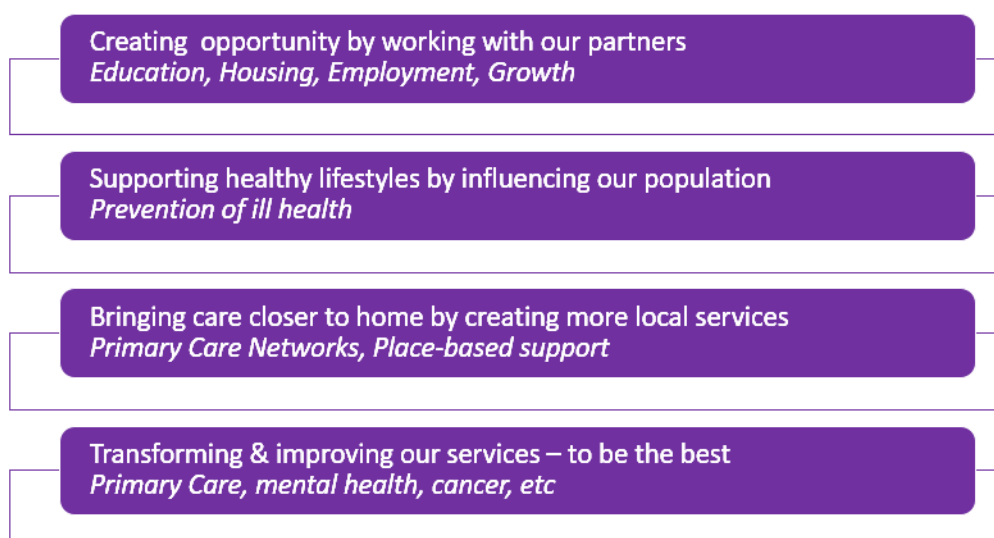 Creating opportunity by working with our partners
Education, Housing, Employment, Growth
Supporting healthy lifestyles by influencing our population
Prevention of ill health
Bringing care closer to home by creating more local services
Primary Care Networks, Place-based support
Transforming & improving our services – to be the best
Primary Care, mental health, cancer, etc